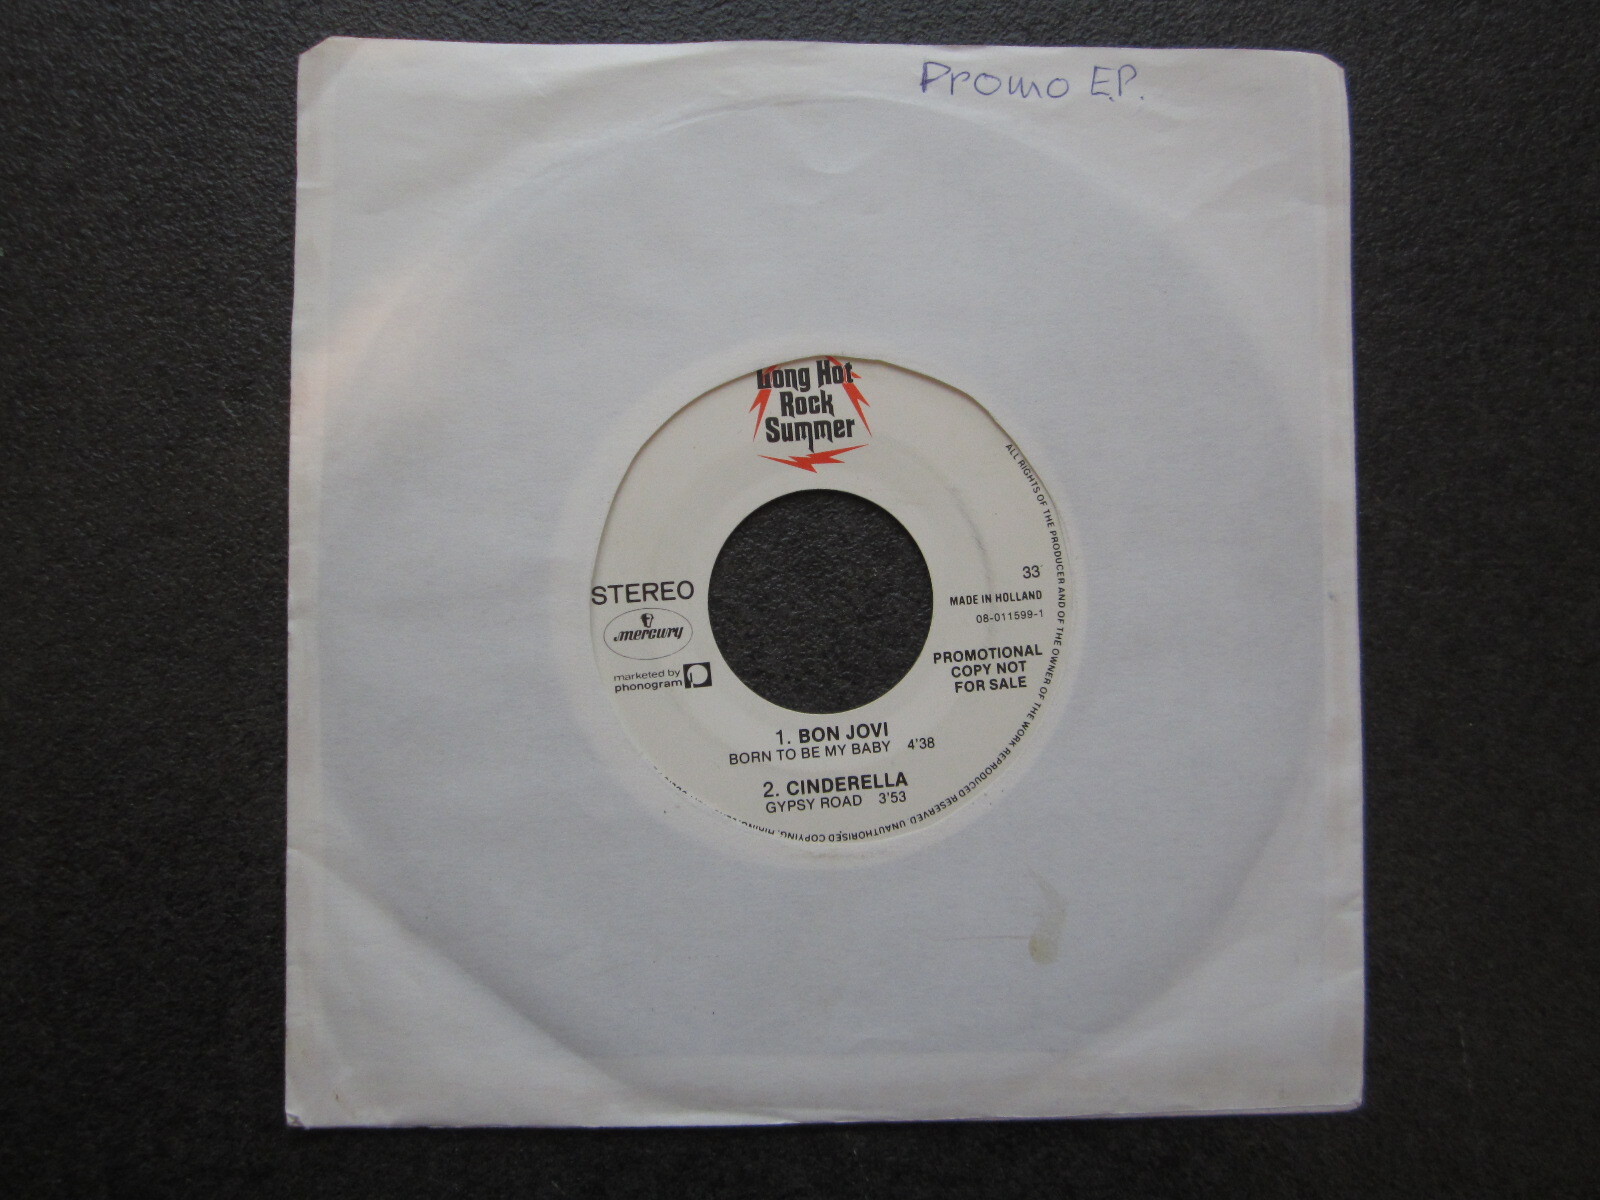 Promo E.P.
Long Hot
Rock
Summer
STEREO
mercury
marketed by
phonogram
33
MADE IN HOLLAND
08-011599-1
PROMOTIONAL
COPY NOT
FOR SALE
1. BON JOVI
BORN TO BE MY BABY 4'38
2. CINDERELLA
GYPSY ROAD 3'53
ALL RIGHTS OF THE PRODUCER AND OF THE OWNER OF THE WORK REPRODUCED RESERVED UNAUTHORISED COPYING,